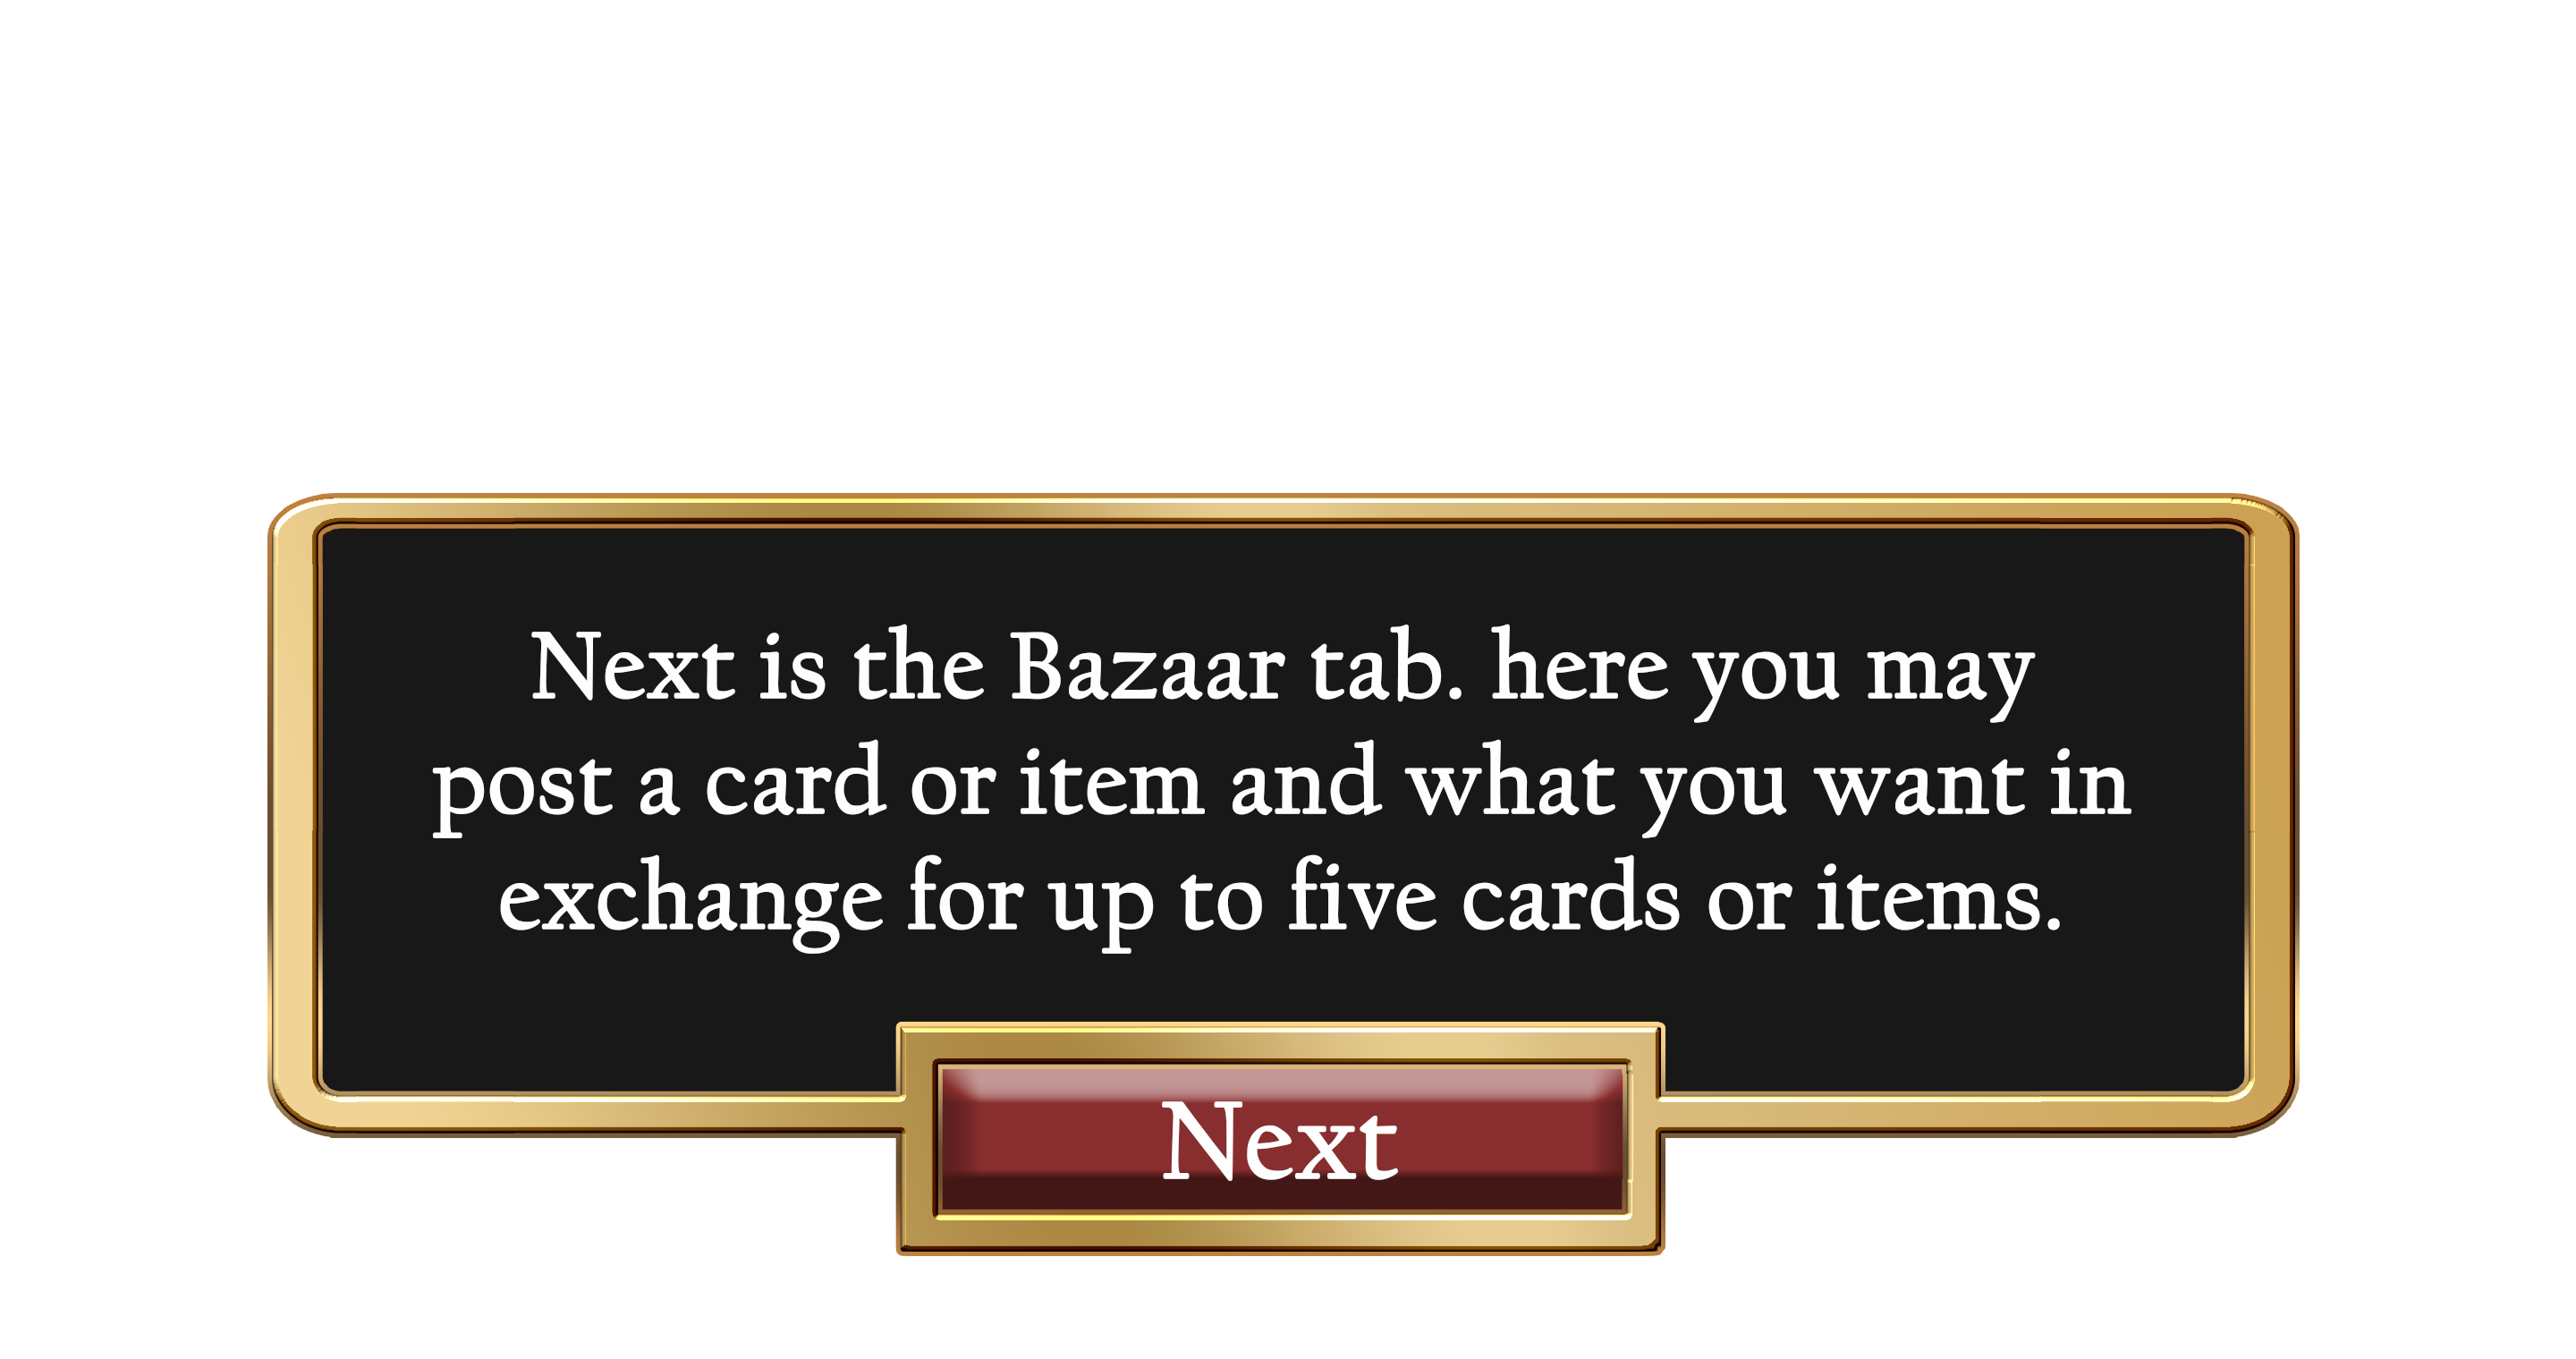 Next is the Bazaar tab. here you may
post a card or item and what you want in
exchange for up to five cards or items.
Next